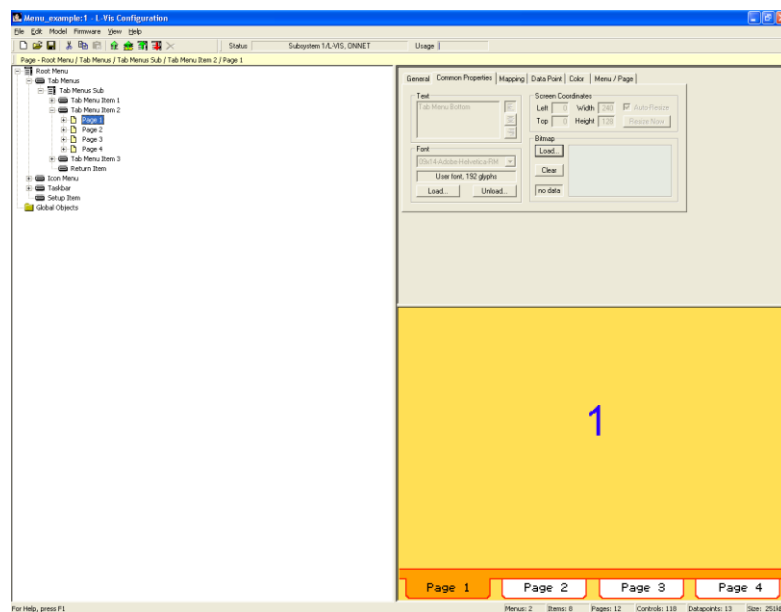 Menu_example:1 - L-Vis Configuration
File Edit Model Firmware View Help
Status Subsystem 1/L-VIS, ONNET Usage
Page - Root Menu / Tab Menus / Tab Menus Sub / Tab Menu Item 2 / Page 1
Root Menu
Tab Menus
Tab Menus Sub
Tab Menu Item 1
Tab Menu Item 2
Page 1
Page 2
Page 3
Page 4
Tab Menu Item 3
Return Item
Icon Menu
Taskbar
Setup Item
Global Objects
General Common Properties Mapping Data Point Color Menu / Page
Text
Tab Menu Bottom
Screen Coordinates
Left 0 Width 240 Auto Resize
Top 0 Height 128 Resize Now
Font
09x14-Adobe-Helvetica-RM
User font, 192 glyphs
Load... Unload...
Bitmap
Load...
Clear
no data
1
Page 1 Page 2 Page 3 Page 4
For Help, press F1 Menus: 2 Items: 8 Pages: 12 Controls: 118 Datapoints: 13